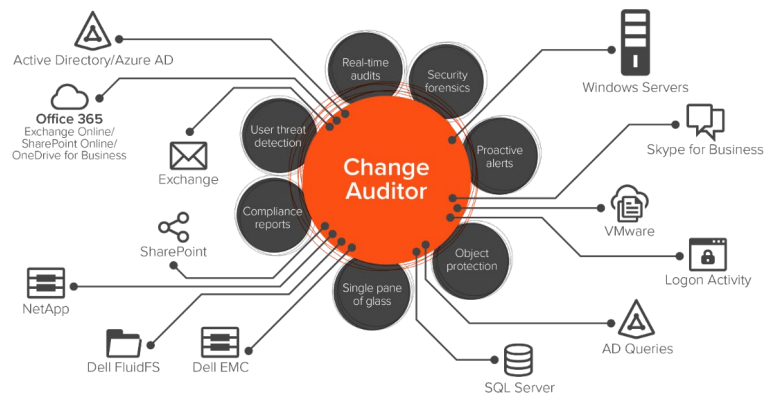 Active Directory/Azure AD
Office 365
Exchange Online/
SharePoint Online/
OneDrive for Business
Exchange
SharePoint
NetApp
Dell FluidFS
Dell EMC
Real-time
audits
Security
forensics
User threat
detection
Proactive
alerts
Change
Auditor
Compliance
reports
Object
protection
Single pane
of glass
Windows Servers
Skype for Business
VMware
Logon Activity
AD Queries
SQL Server